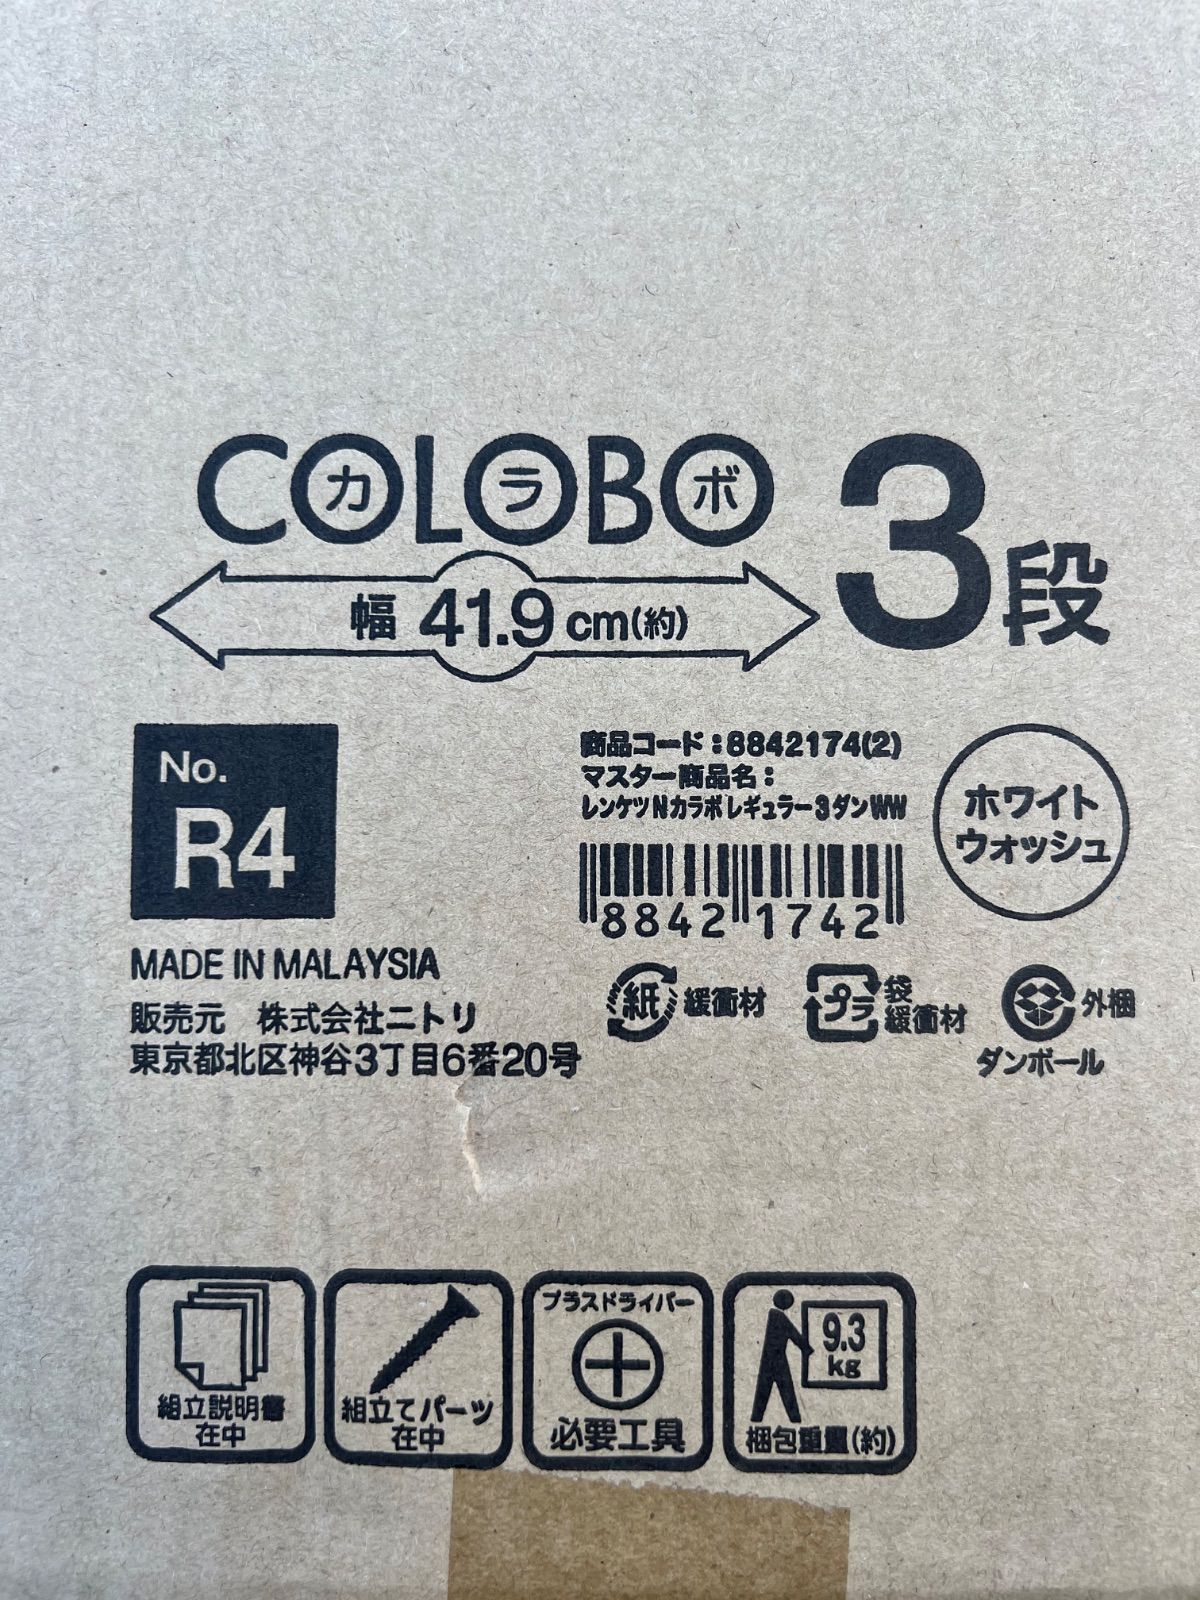 COLOBO
カラボ
3段
幅 41.9cm(約)
No.
R4
商品コード:8842174(2)
マスター商品名:
レンケツNカラボレギュラー3ダンWW
8842 1742
ホワイト
ウォッシュ
MADE IN MALAYSIA
販売元 株式会社ニトリ
東京都北区神谷3丁目6番20号
紙 緩衝材
プラ 袋
緩衝材
外梱
ダンボール
組立説明書
在中
組立てパーツ
在中
プラスドライバー
必要工具
9.3
kg
梱包重量(約)